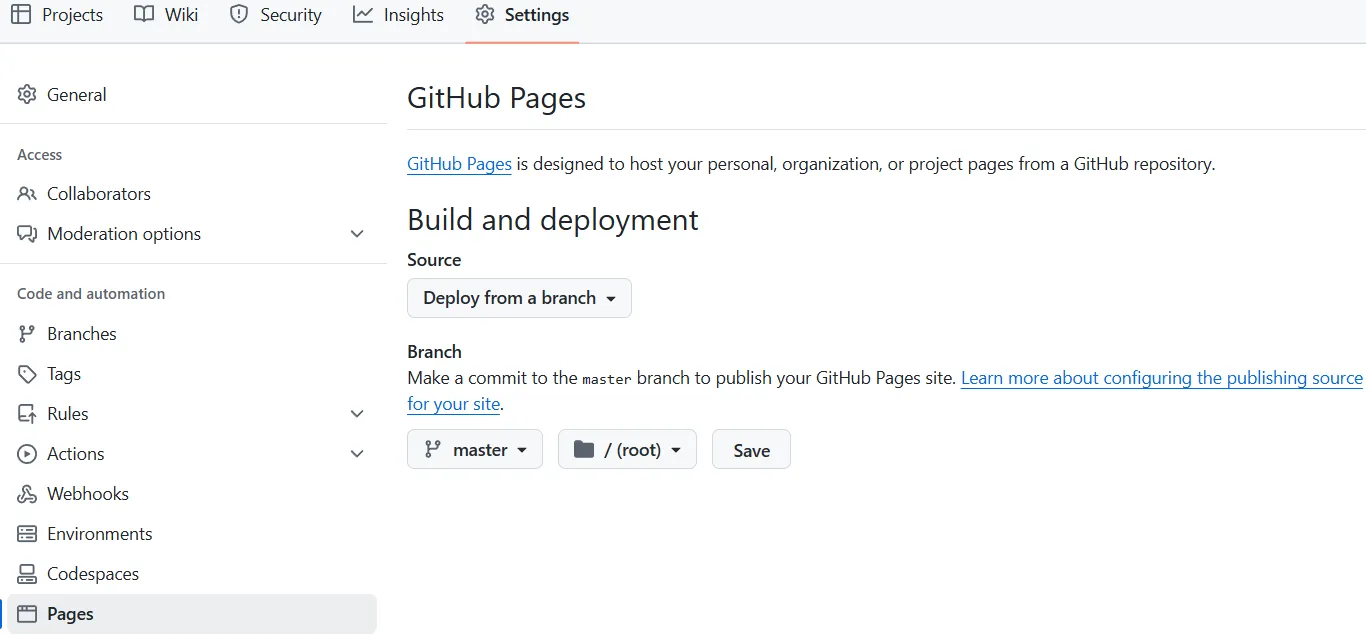 Projects Wiki Security Insights Settings
General
Access
Collaborators
Moderation options
Code and automation
Branches
Tags
Rules
Actions
Webhooks
Environments
Codespaces
Pages
GitHub Pages
GitHub Pages is designed to host your personal, organization, or project pages from a GitHub repository.
Build and deployment
Source
Deploy from a branch
Branch
Make a commit to the master branch to publish your GitHub Pages site. Learn more about configuring the publishing source
for your site.
master / (root) Save